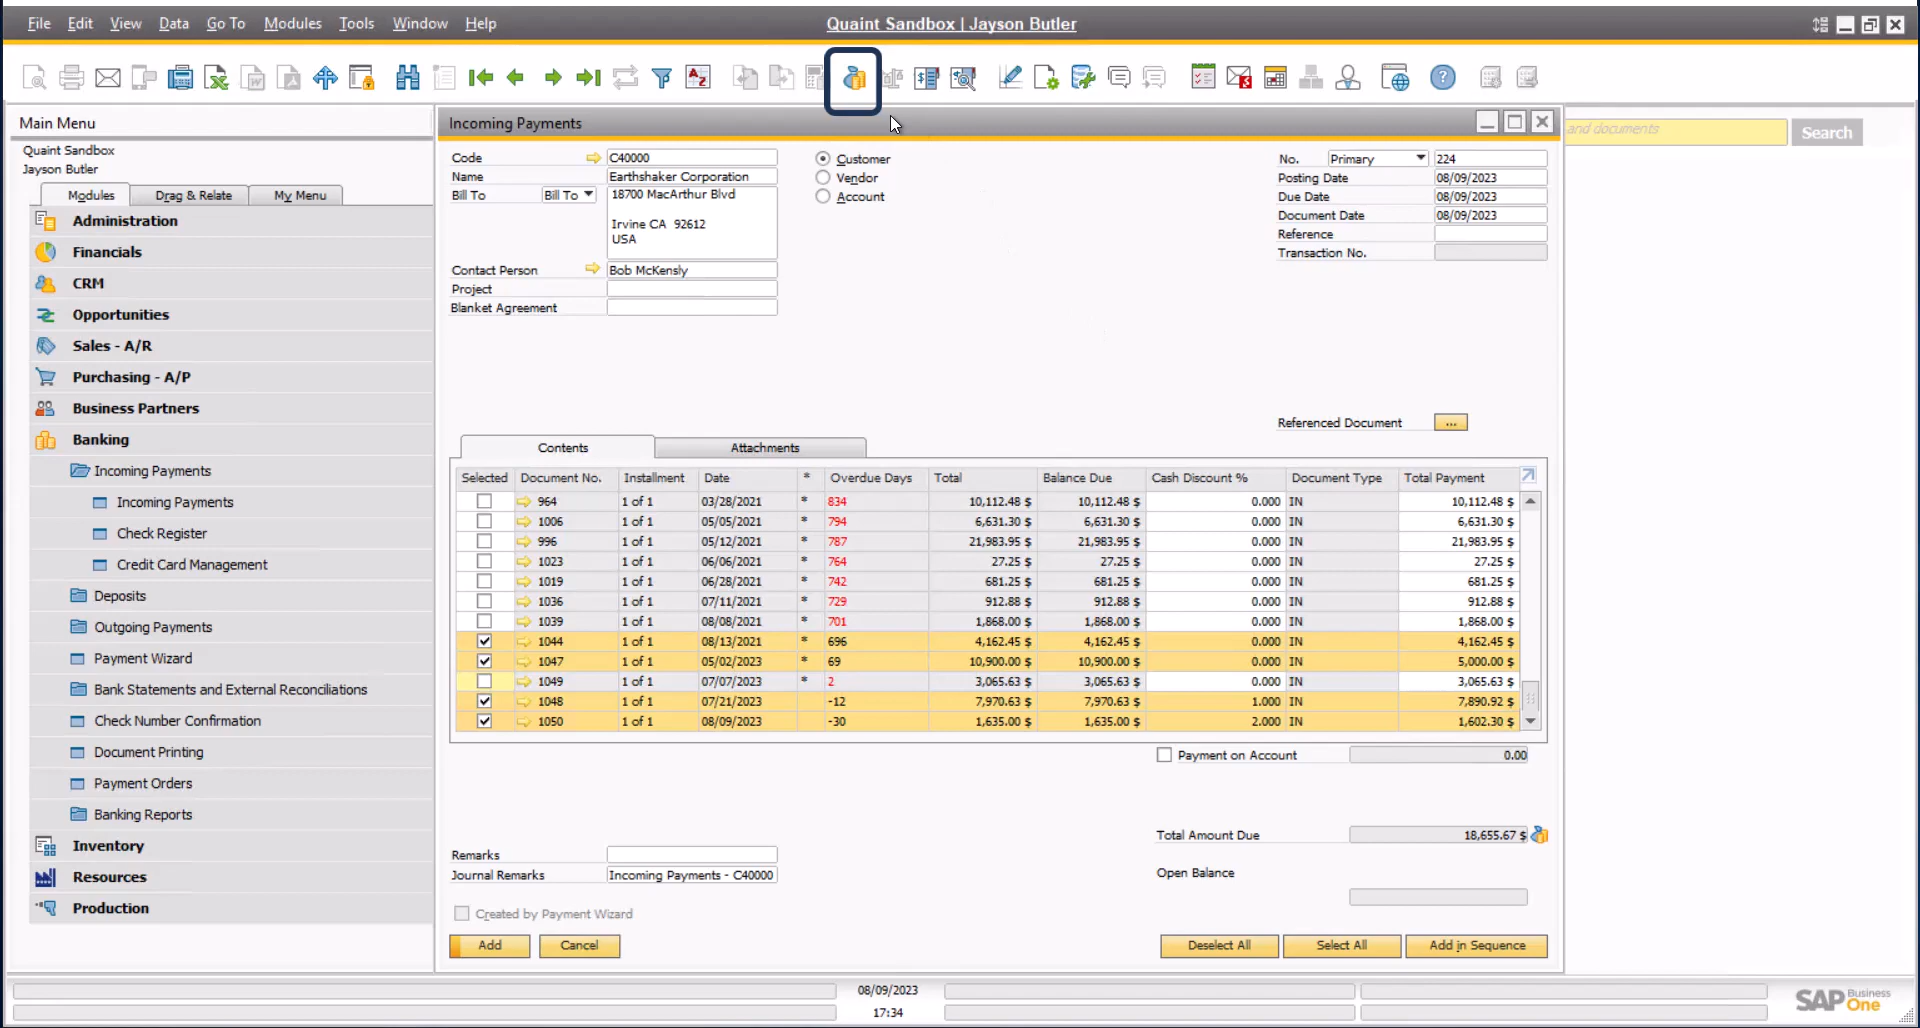 File Edit View Data Go To Modules Tools Window Help
Quaint Sandbox | Jayson Butler
Main Menu
Quaint Sandbox
Jayson Butler
Modules Drag & Relate My Menu
Administration
Financials
CRM
Opportunities
Sales - A/R
Purchasing - A/P
Business Partners
Banking
Incoming Payments
Incoming Payments
Check Register
Credit Card Management
Deposits
Outgoing Payments
Payment Wizard
Bank Statements and External Reconciliations
Check Number Confirmation
Document Printing
Payment Orders
Banking Reports
Inventory
Resources
Production
Incoming Payments
and documents Search
Code C40000
Name Earthshaker Corporation
Bill To Bill To 18700 MacArthur Blvd
Irvine CA 92612
USA
Contact Person Bob McKensly
Project
Blanket Agreement
Customer
Vendor
Account
No. Primary 224
Posting Date 08/09/2023
Due Date 08/09/2023
Document Date 08/09/2023
Reference
Transaction No.
Referenced Document ...
Contents Attachments
Selected Document No. Installment Date * Overdue Days Total Balance Due Cash Discount % Document Type Total Payment
964 1 of 1 03/28/2021 * 834 10,112.48 $ 10,112.48 $ 0.000 IN 10,112.48 $
1006 1 of 1 05/05/2021 * 794 6,631.30 $ 6,631.30 $ 0.000 IN 6,631.30 $
996 1 of 1 05/12/2021 * 787 21,983.95 $ 21,983.95 $ 0.000 IN 21,983.95 $
1023 1 of 1 06/06/2021 * 764 27.25 $ 27.25 $ 0.000 IN 27.25 $
1019 1 of 1 06/28/2021 * 742 681.25 $ 681.25 $ 0.000 IN 681.25 $
1036 1 of 1 07/11/2021 * 729 912.88 $ 912.88 $ 0.000 IN 912.88 $
1039 1 of 1 08/08/2021 * 701 1,868.00 $ 1,868.00 $ 0.000 IN 1,868.00 $
1044 1 of 1 08/13/2021 * 696 4,162.45 $ 4,162.45 $ 0.000 IN 4,162.45 $
1047 1 of 1 05/02/2023 * 69 10,900.00 $ 10,900.00 $ 0.000 IN 5,000.00 $
1049 1 of 1 07/07/2023 * 2 3,065.63 $ 3,065.63 $ 0.000 IN 3,065.63 $
1048 1 of 1 07/21/2023 -12 7,970.63 $ 7,970.63 $ 1.000 IN 7,890.92 $
1050 1 of 1 08/09/2023 -30 1,635.00 $ 1,635.00 $ 2.000 IN 1,602.30 $
Payment on Account 0.00
Total Amount Due 18,655.67 $
Open Balance
Remarks
Journal Remarks Incoming Payments - C40000
Created by Payment Wizard
Add Cancel Deselect All Select All Add in Sequence
08/09/2023
17:34
SAP Business One